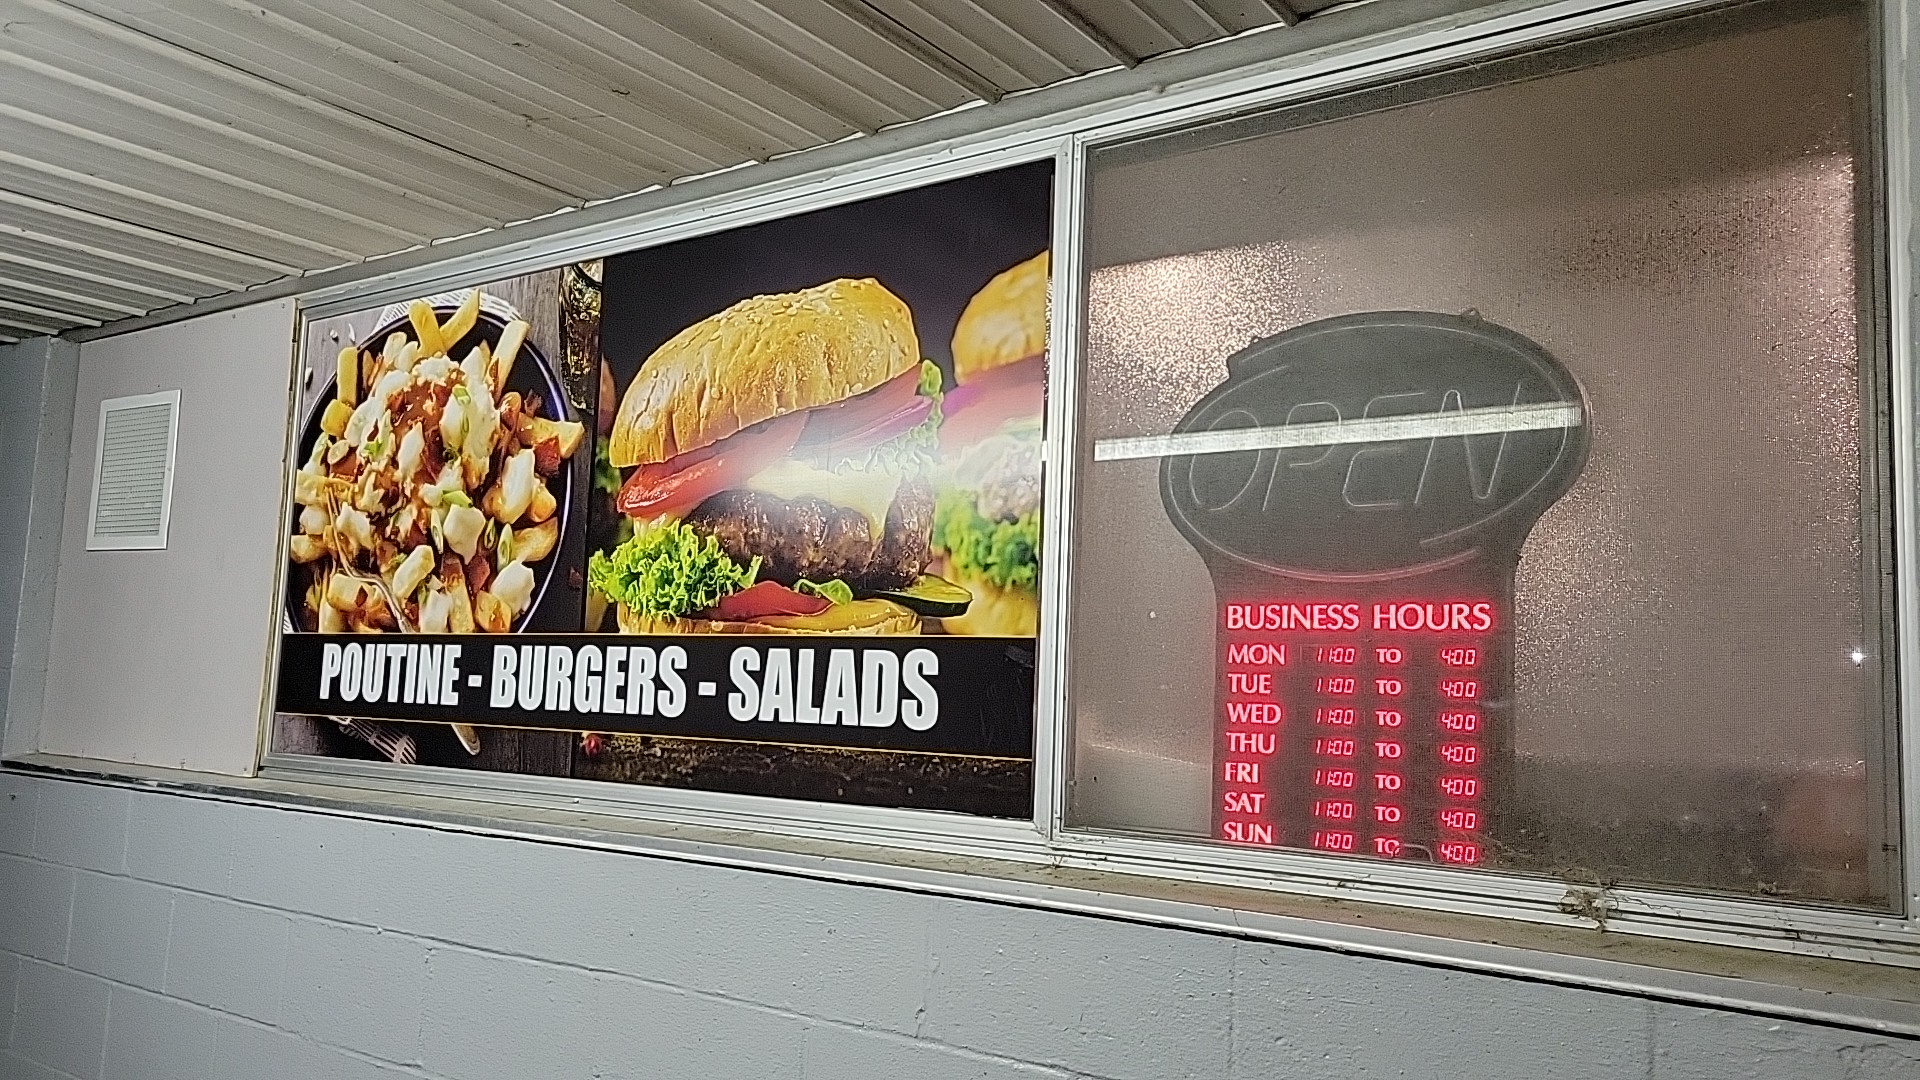 POUTINE - BURGERS - SALADS
OPEN
BUSINESS HOURS
MON 11:00 TO 4:00
TUE 11:00 TO 4:00
WED 11:00 TO 4:00
THU 11:00 TO 4:00
FRI 11:00 TO 4:00
SAT 11:00 TO 4:00
SUN 11:00 TO 4:00